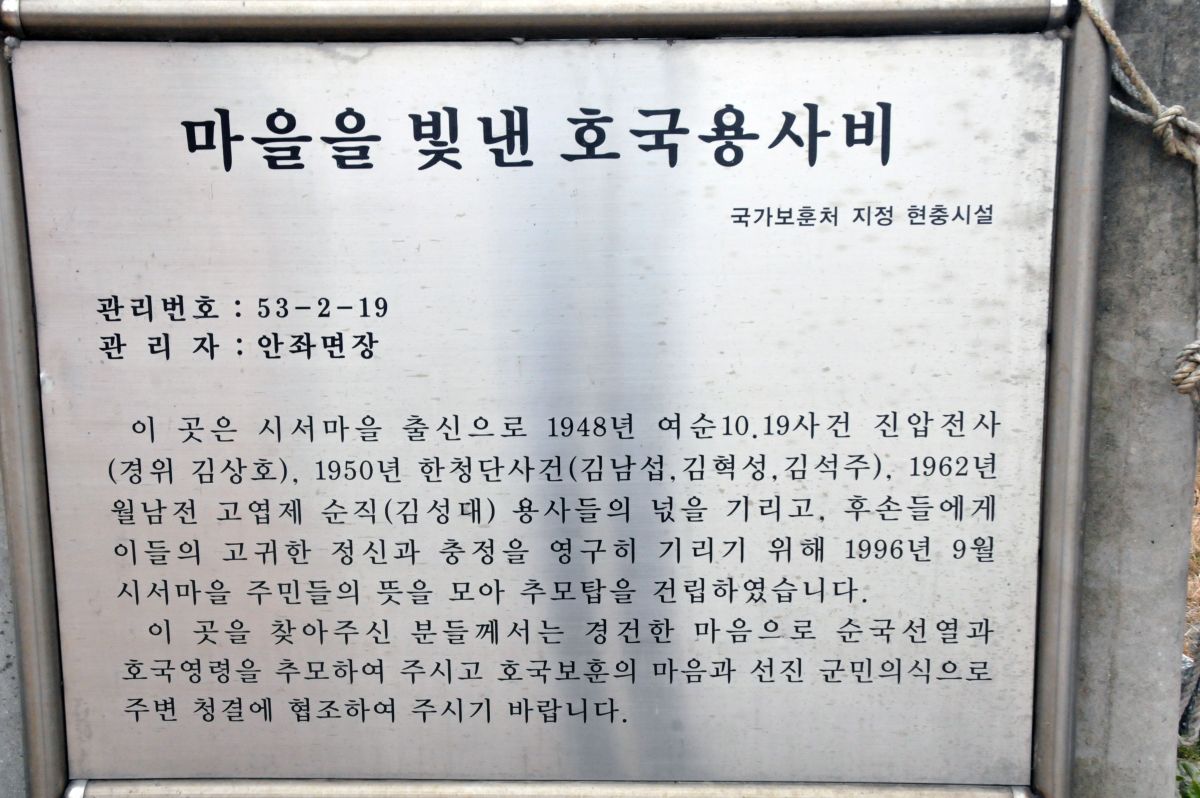 마을을 빛낸 호국용사비
국가보훈처 지정 현충시설
관리번호 : 53-2-19
관 리 자 : 안좌면장
이 곳은 시서마을 출신으로 1948년 여순10.19사건 진압전사
(경위 김상호), 1950년 한청단사건(김남섭,김혁성,김석주), 1962년
월남전 고엽제 순직(김성대) 용사들의 넋을 기리고, 후손들에게
이들의 고귀한 정신과 충정을 영구히 기리기 위해 1996년 9월
시서마을 주민들의 뜻을 모아 추모탑을 건립하였습니다.
이 곳을 찾아주신 분들께서는 경건한 마음으로 순국선열과
호국영령을 추모하여 주시고 호국보훈의 마음과 선진 군민의식으로
주변 청결에 협조하여 주시기 바랍니다.